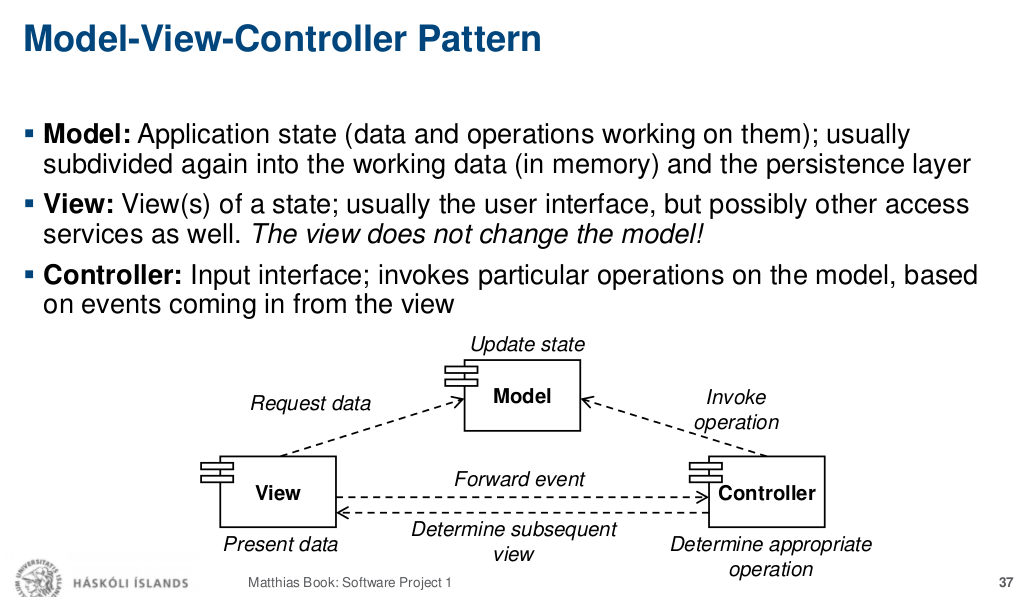 Model-View-Controller Pattern
▪ Model: Application state (data and operations working on them); usually
subdivided again into the working data (in memory) and the persistence layer
▪ View: View(s) of a state; usually the user interface, but possibly other access
services as well. The view does not change the model!
▪ Controller: Input interface; invokes particular operations on the model, based
on events coming in from the view
Update state
Model
Request data
Invoke
operation
View
Forward event
Controller
Determine subsequent
view
Present data
Determine appropriate
operation
HÁSKÓLI ÍSLANDS
Matthias Book: Software Project 1
37